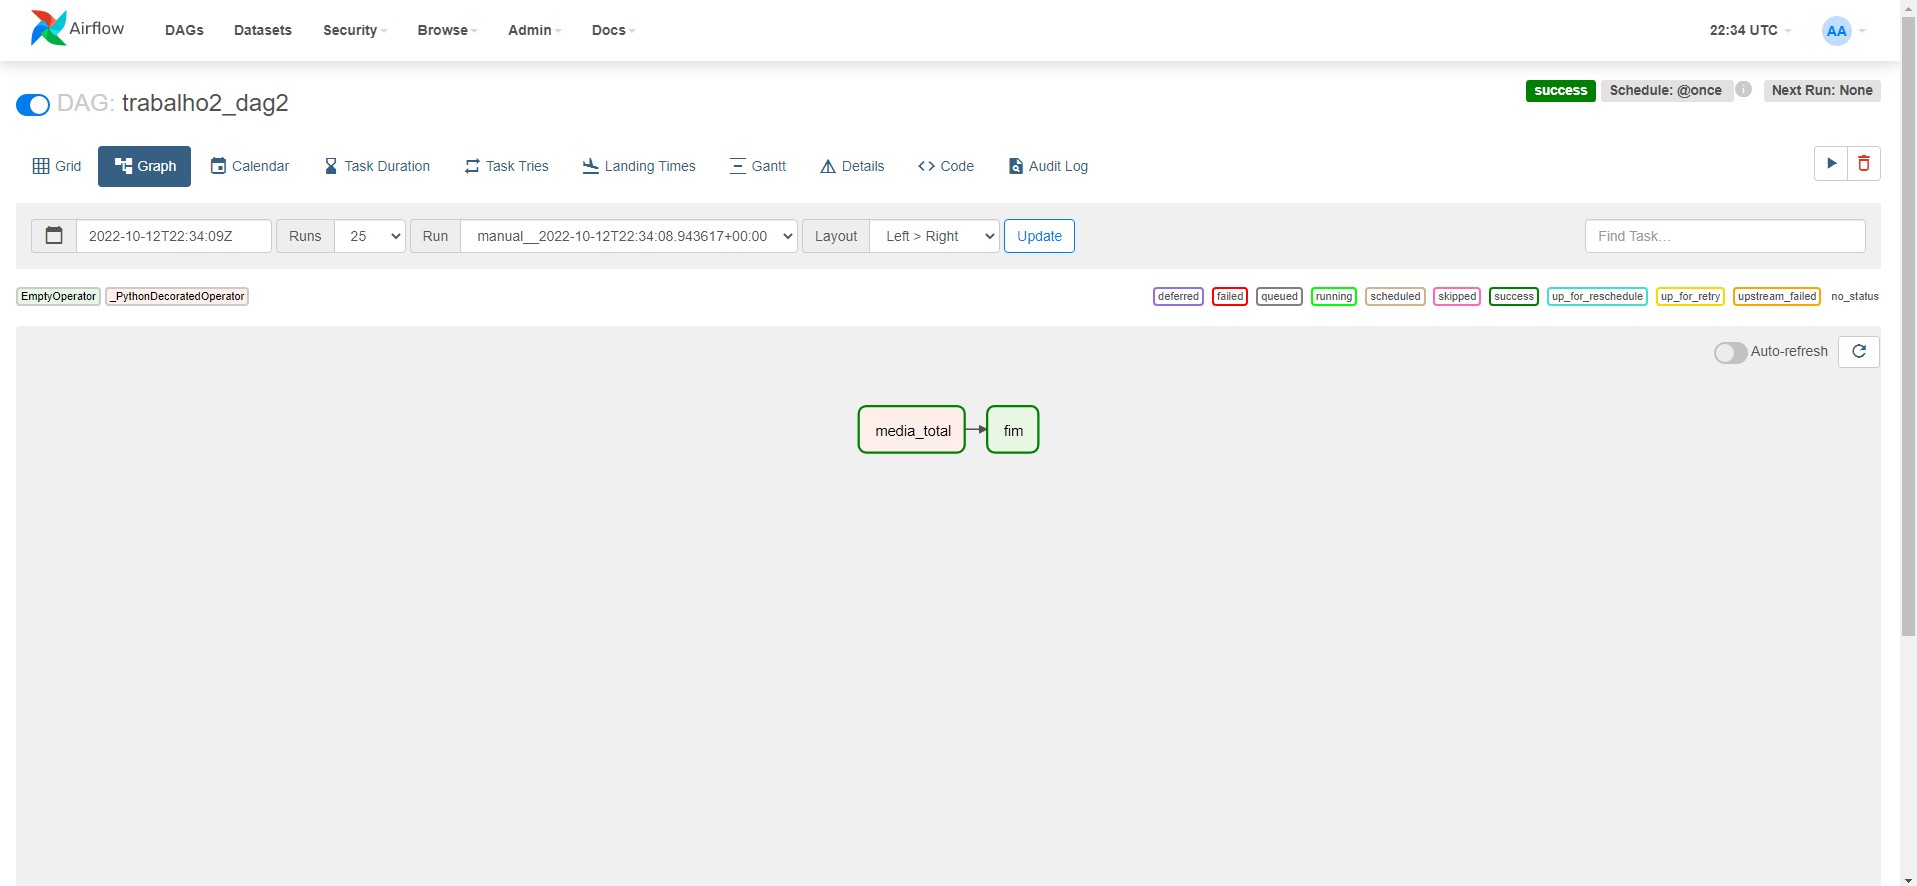 Airflow DAGs Datasets Security Browse Admin Docs 22:34 UTC AA
success Schedule: @once i Next Run: None
DAG: trabalho2_dag2
Grid Graph Calendar Task Duration Task Tries Landing Times Gantt Details Code Audit Log
2022-10-12T22:34:09Z Runs 25 Run manual__2022-10-12T22:34:08.943617+00:00 Layout Left > Right Update Find Task...
EmptyOperator _PythonDecoratedOperator deferred failed queued running scheduled skipped success up_for_reschedule up_for_retry upstream_failed no_status
Auto-refresh
media_total fim